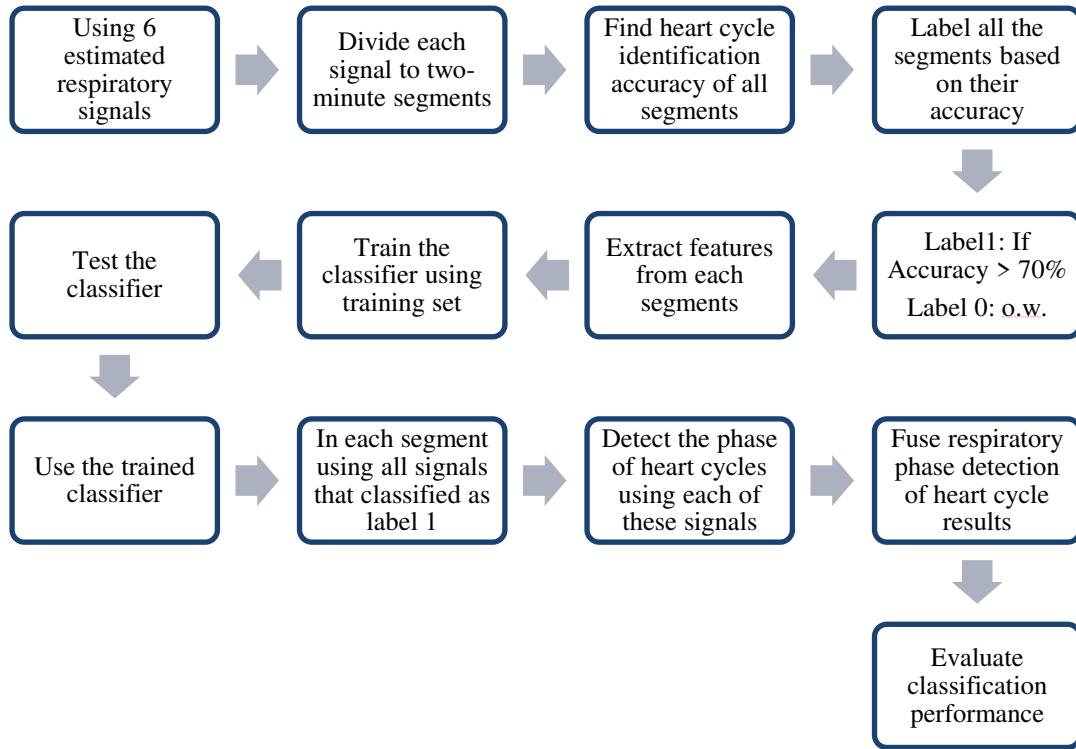 Using 6
estimated
respiratory
signals
Divide each
signal to two-
minute segments
Find heart cycle
identification
accuracy of all
segments
Label all the
segments based
on their
accuracy
Label1: If
Accuracy > 70%
Label 0: o.w.
Extract features
from each
segments
Train the
classifier using
training set
Test the
classifier
Use the trained
classifier
In each segment
using all signals
that classified as
label 1
Detect the phase
of heart cycles
using each of
these signals
Fuse respiratory
phase detection
of heart cycle
results
Evaluate
classification
performance